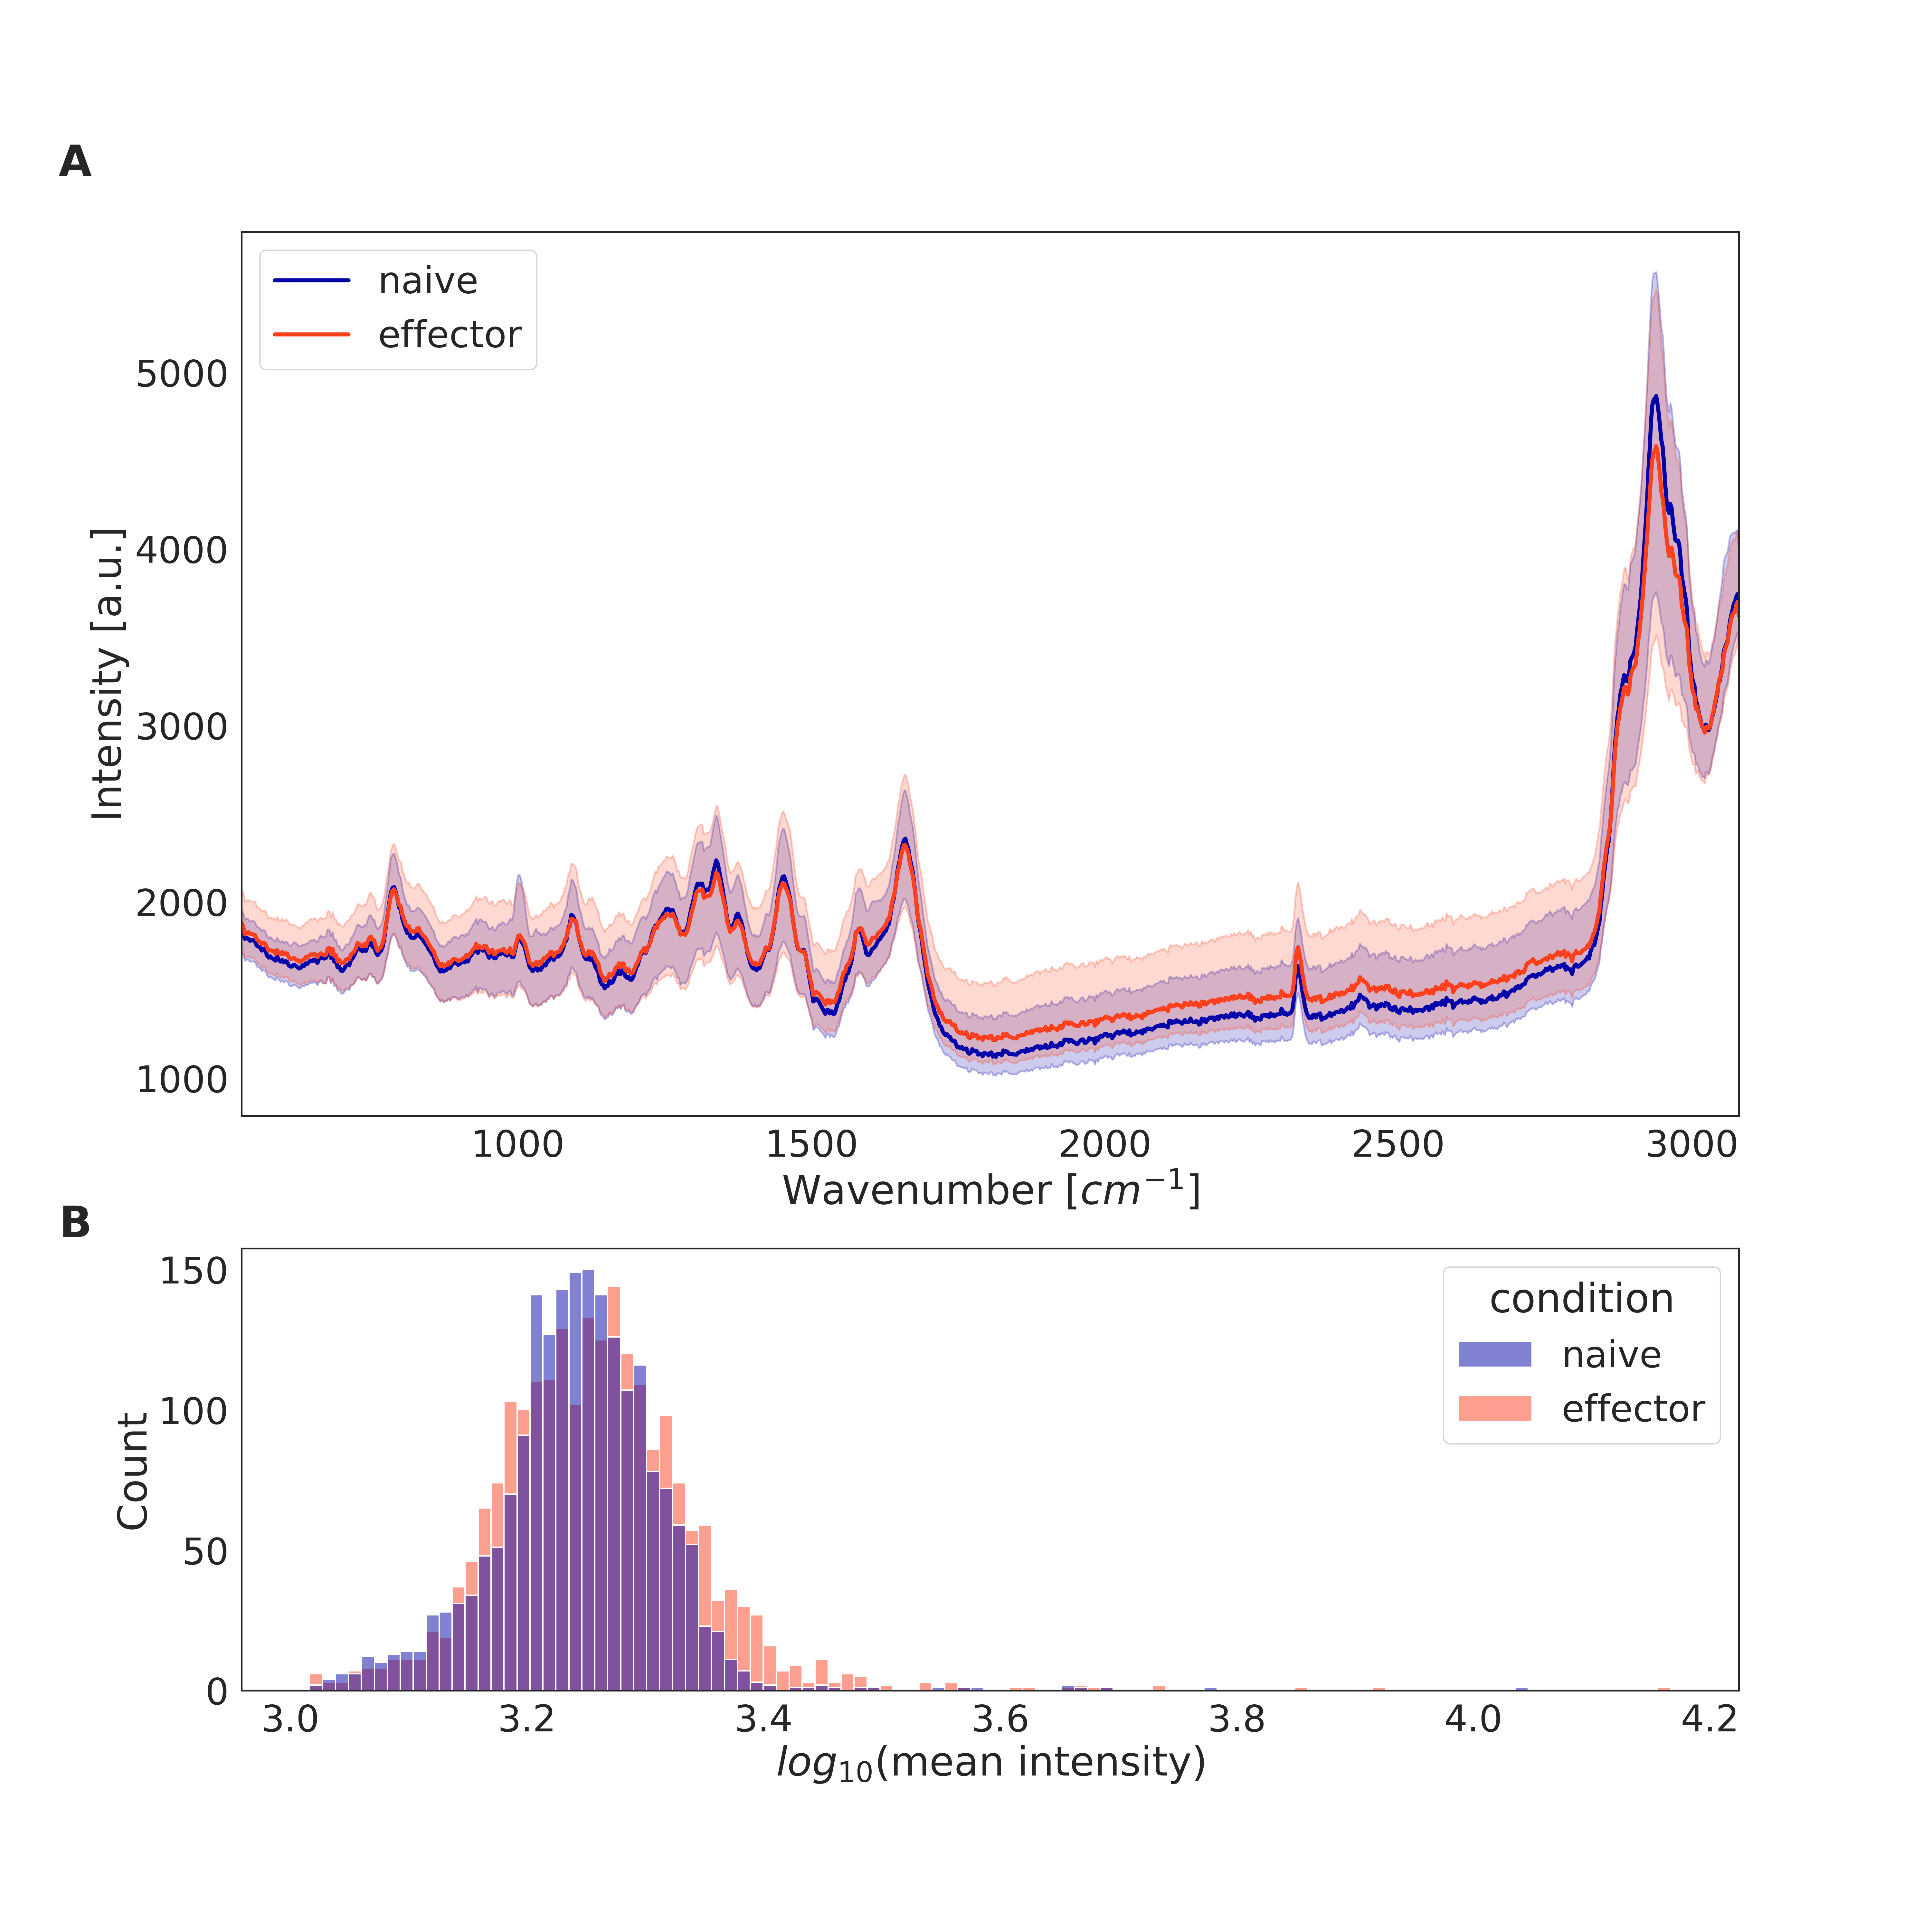 A
naive
effector
Intensity [a.u.]
5000
4000
3000
2000
1000
1000 1500 2000 2500 3000
Wavenumber [cm⁻¹]
B
condition
naive
effector
Count
150
100
50
0
3.0 3.2 3.4 3.6 3.8 4.0 4.2
log₁₀(mean intensity)